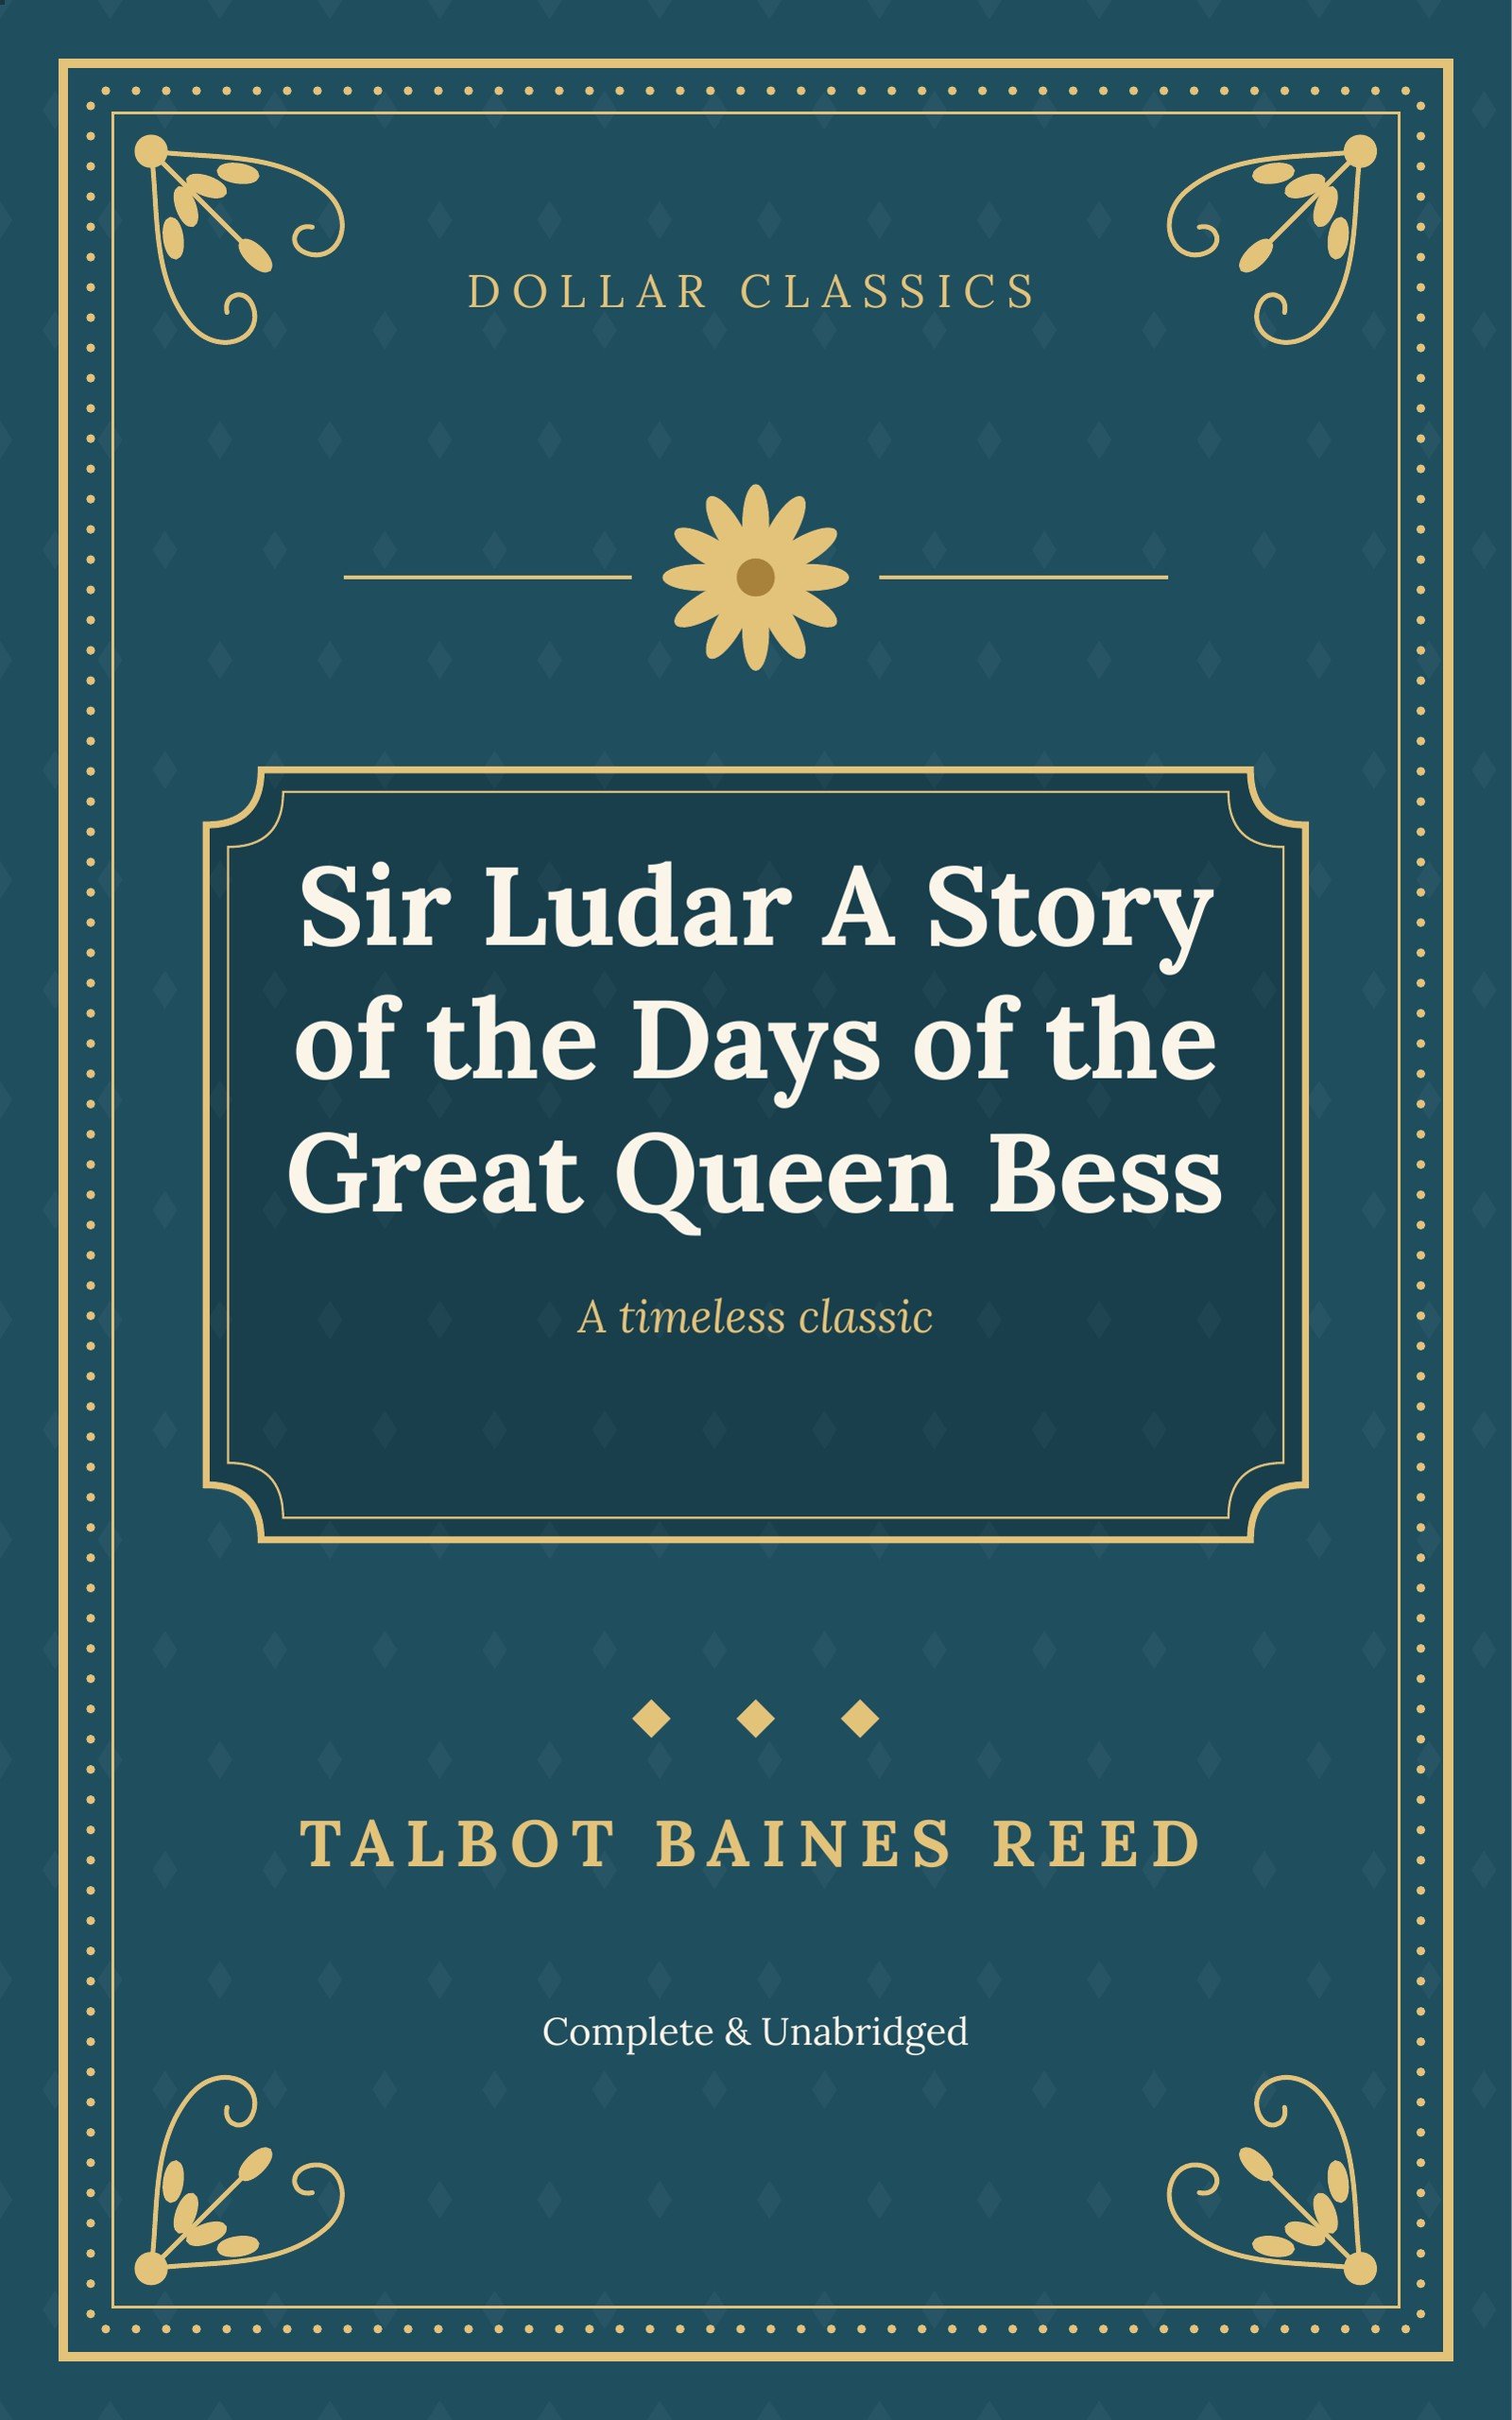 DOLLAR CLASSICS
Sir Ludar A Story
of the Days of the
Great Queen Bess
A timeless classic
TALBOT BAINES REED
Complete & Unabridged